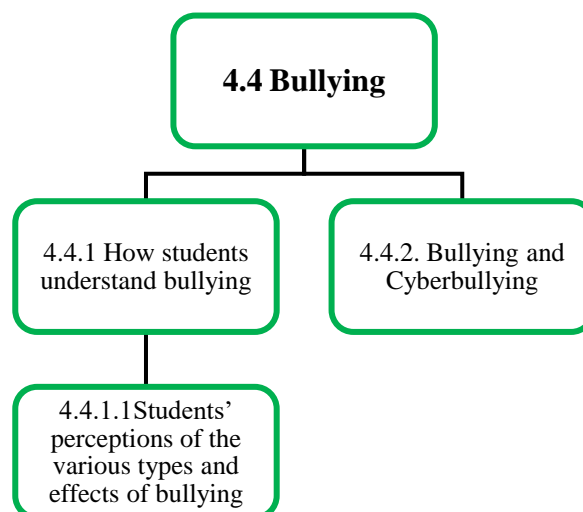 4.4 Bullying
4.4.1 How students
understand bullying
4.4.2. Bullying and
Cyberbullying
4.4.1.1Students’
perceptions of the
various types and
effects of bullying